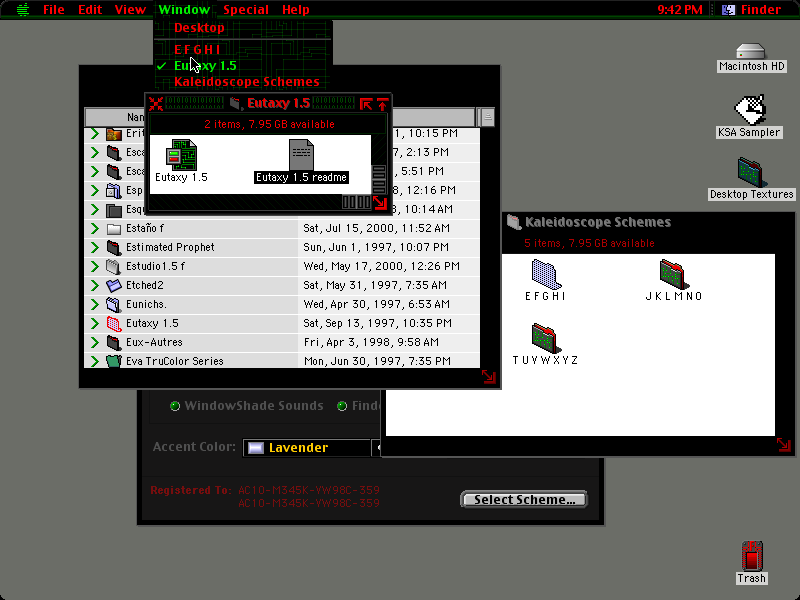 File Edit View Window Special Help 9:42 PM Finder
Desktop
E F G H I
Eutaxy 1.5
Kaleidoscope Schemes
Eutaxy 1.5
2 items, 7.95 GB available
Eutaxy 1.5
Eutaxy 1.5 readme
Nam
Erit 1, 10:15 PM
Esca 7, 2:13 PM
Esca , 5:51 PM
Esp 8, 12:16 PM
Esqu , 10:14 AM
Estaño f Sat, Jul 15, 2000, 11:52 AM
Estimated Prophet Sun, Jun 1, 1997, 10:07 PM
Estudio1.5 f Wed, May 17, 2000, 12:26 PM
Etched2 Sat, May 31, 1997, 7:35 AM
Eunichs. Wed, Apr 30, 1997, 6:53 AM
Eutaxy 1.5 Sat, Sep 13, 1997, 10:35 PM
Eux-Autres Fri, Apr 3, 1998, 9:58 AM
Eva TruColor Series Mon, Jun 30, 1997, 7:35 PM
Kaleidoscope Schemes
5 items, 7.95 GB available
E F G H I
J K L M N O
T U V W X Y Z
WindowShade Sounds Finde
Accent Color: Lavender
Registered To: AC10-M345K-YW98C-359
AC10-M345K-YW98C-359
Select Scheme...
Macintosh HD
KSA Sampler
Desktop Textures
Trash